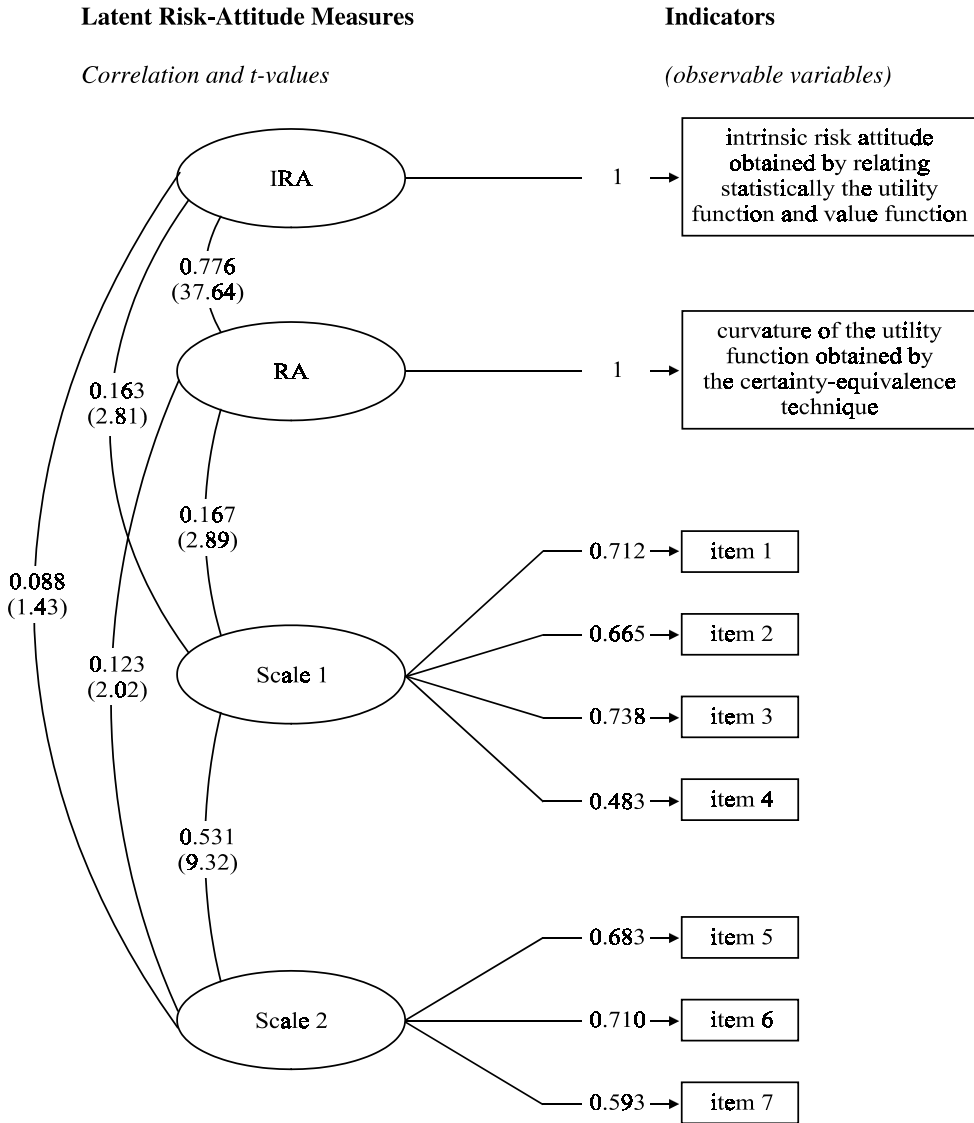 Latent Risk-Attitude Measures
Indicators
Correlation and t-values
(observable variables)
IRA
1
intrinsic risk attitude
obtained by relating
statistically the utility
function and value function
0.776
(37.64)
RA
1
curvature of the utility
function obtained by
the certainty-equivalence
technique
0.163
(2.81)
0.167
(2.89)
0.712
item 1
0.088
(1.43)
0.665
item 2
0.123
(2.02)
Scale 1
0.738
item 3
0.483
item 4
0.531
(9.32)
0.683
item 5
Scale 2
0.710
item 6
0.593
item 7